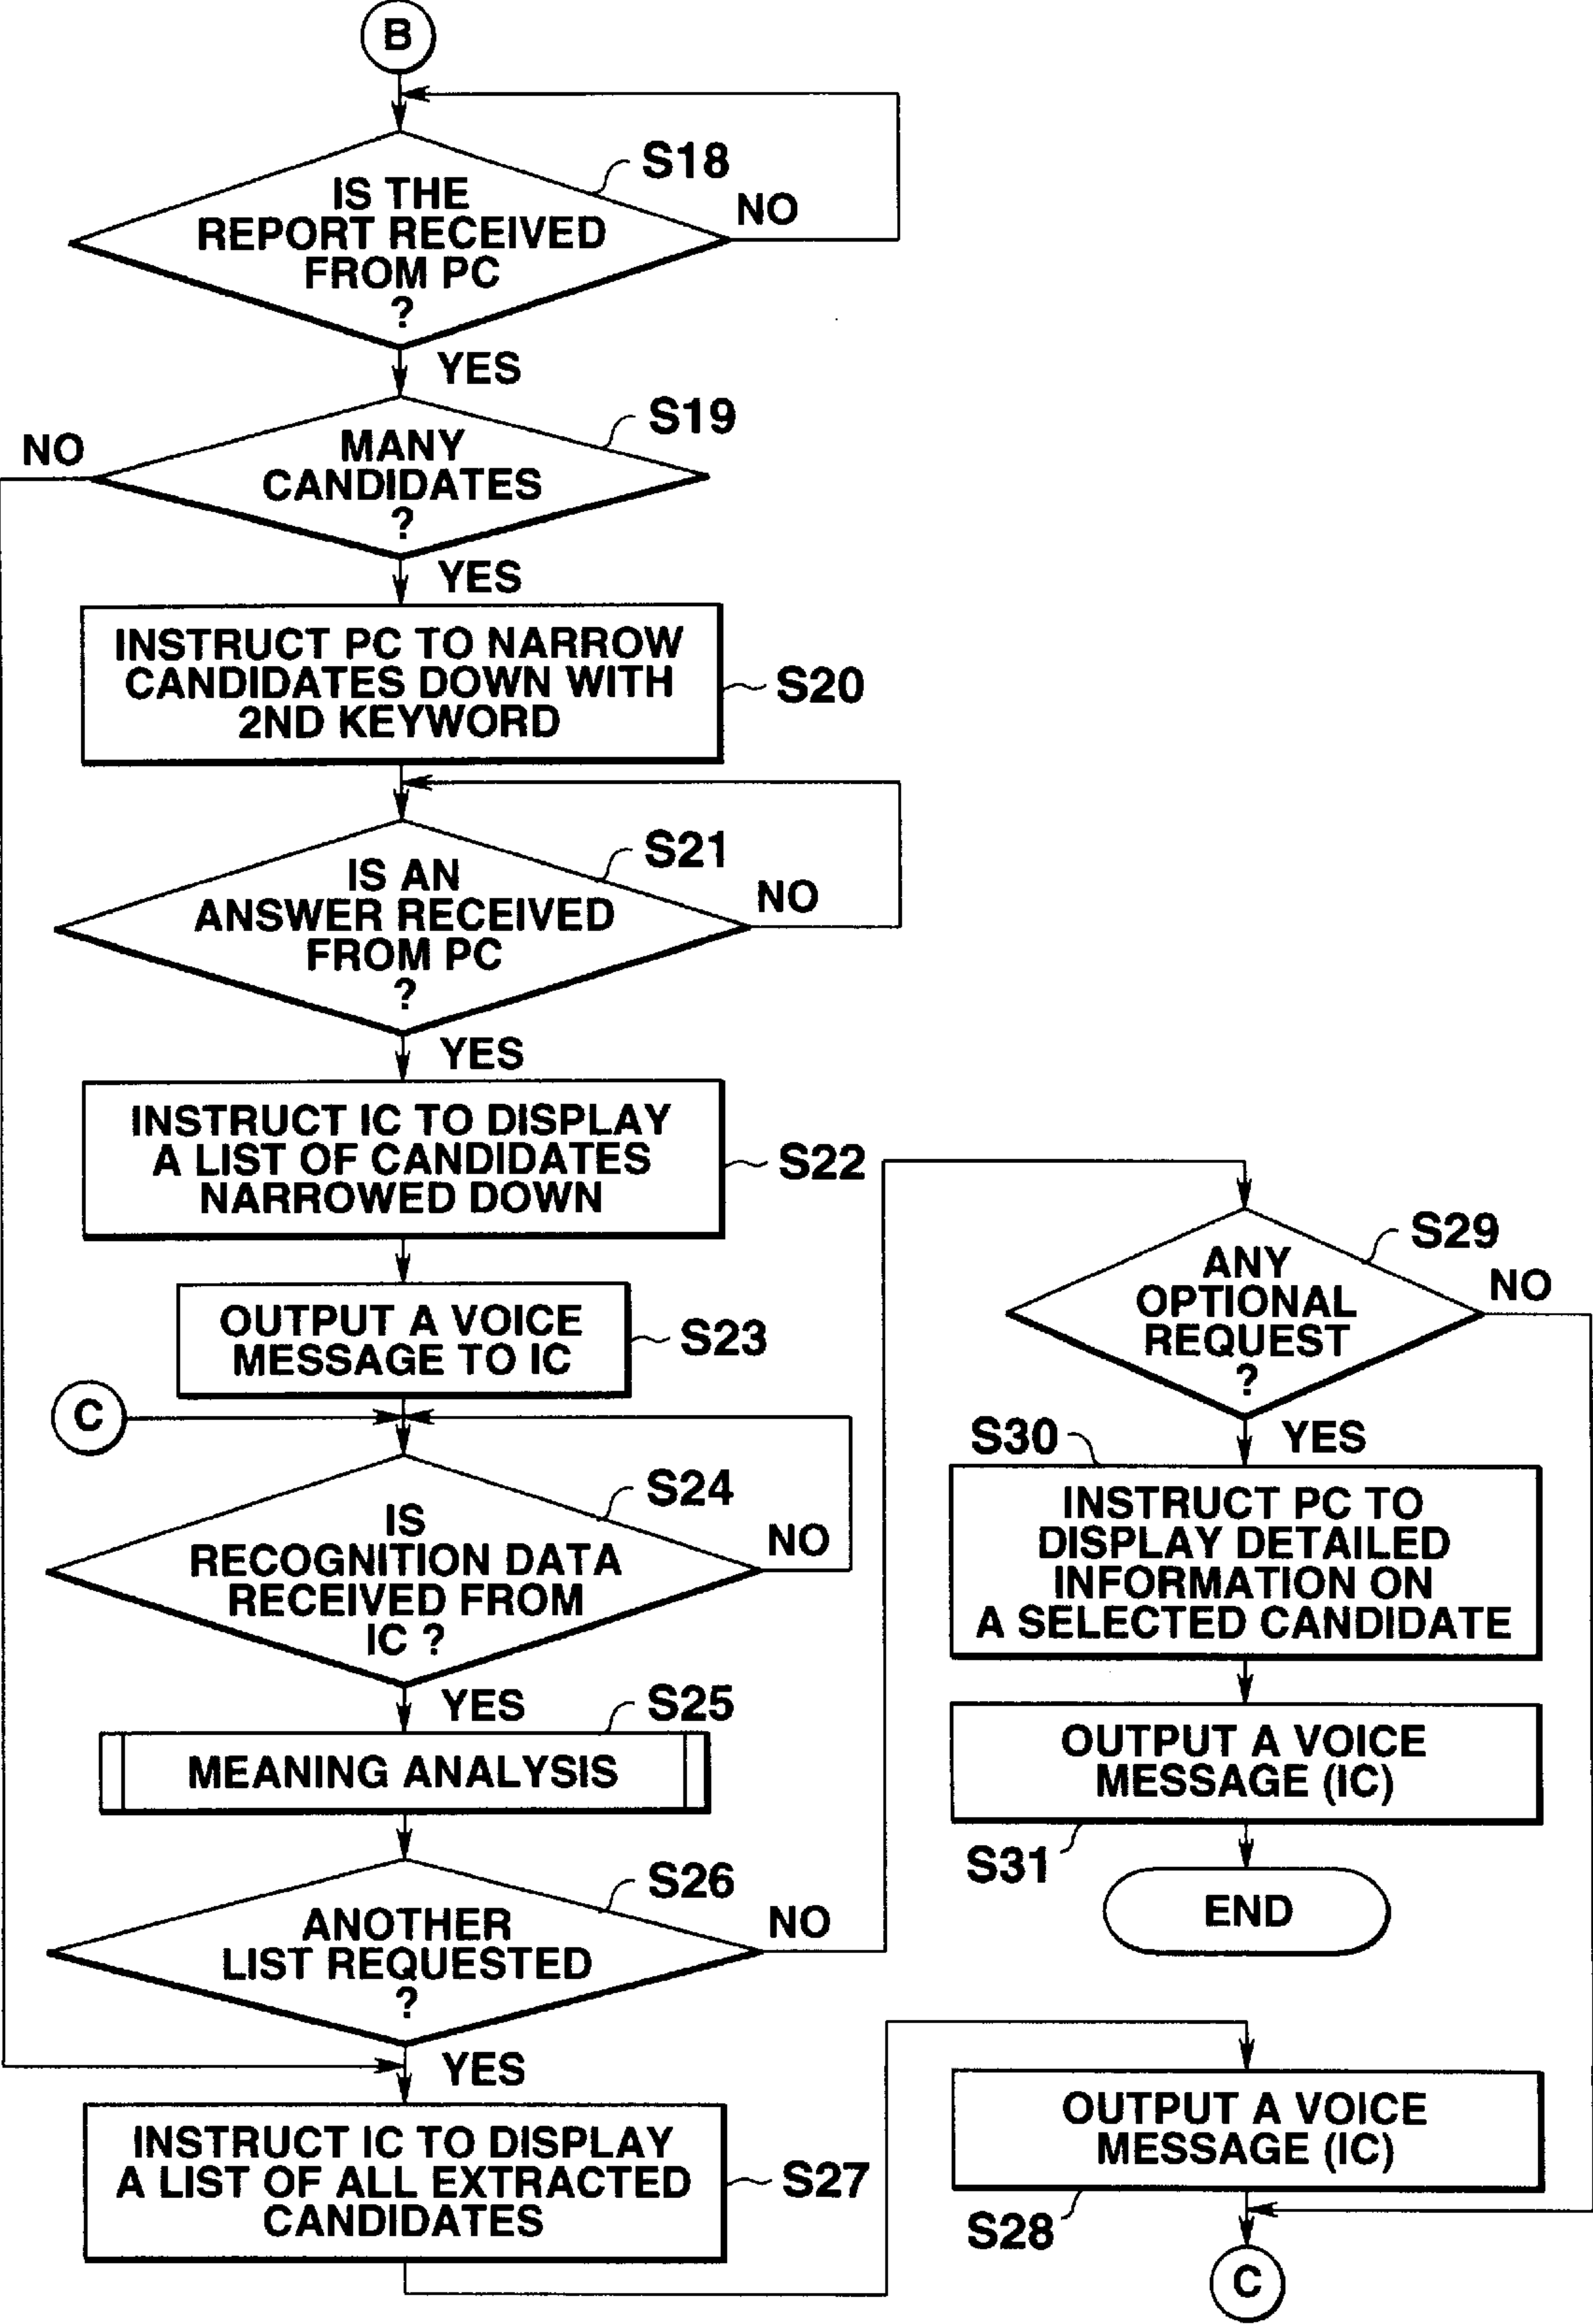 B
S18
IS THE
REPORT RECEIVED
FROM PC
?
NO
YES
S19
NO
MANY
CANDIDATES
?
YES
INSTRUCT PC TO NARROW
CANDIDATES DOWN WITH
2ND KEYWORD
S20
S21
IS AN
ANSWER RECEIVED
FROM PC
?
NO
YES
INSTRUCT IC TO DISPLAY
A LIST OF CANDIDATES
NARROWED DOWN
S22
OUTPUT A VOICE
MESSAGE TO IC
S23
C
S24
IS
RECOGNITION DATA
RECEIVED FROM
IC ?
NO
YES
S25
MEANING ANALYSIS
S26
ANOTHER
LIST REQUESTED
?
NO
YES
INSTRUCT IC TO DISPLAY
A LIST OF ALL EXTRACTED
CANDIDATES
S27
S29
ANY
OPTIONAL
REQUEST
?
NO
YES
S30
INSTRUCT PC TO
DISPLAY DETAILED
INFORMATION ON
A SELECTED CANDIDATE
OUTPUT A VOICE
MESSAGE (IC)
S31
END
OUTPUT A VOICE
MESSAGE (IC)
S28
C